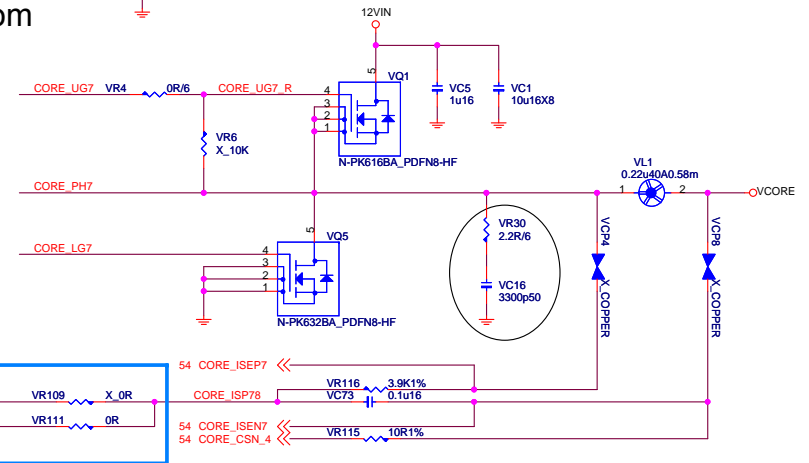 om
12VIN
CORE_UG7 VR4 0R/6 CORE_UG7_R
5 VQ1
4
3
2
1
VC5
1u16
VC1
10u16X8
VR6
X_10K
N-PK616BA_PDFN8-HF
VL1
0.22u40A0.58m
CORE_PH7
1 2
VCORE
5 VQ5
CORE_LG7
4
3
2
1
VR30
2.2R/6
VC16
3300p50
VCP4
X_COPPER
VCP8
X_COPPER
N-PK632BA_PDFN8-HF
54 CORE_ISEP7
VR109 X_0R
CORE_ISP78
VR116 3.9K1%
VC73 0.1u16
VR111 0R
54 CORE_ISEN7
54 CORE_CSN_4
VR115 10R1%